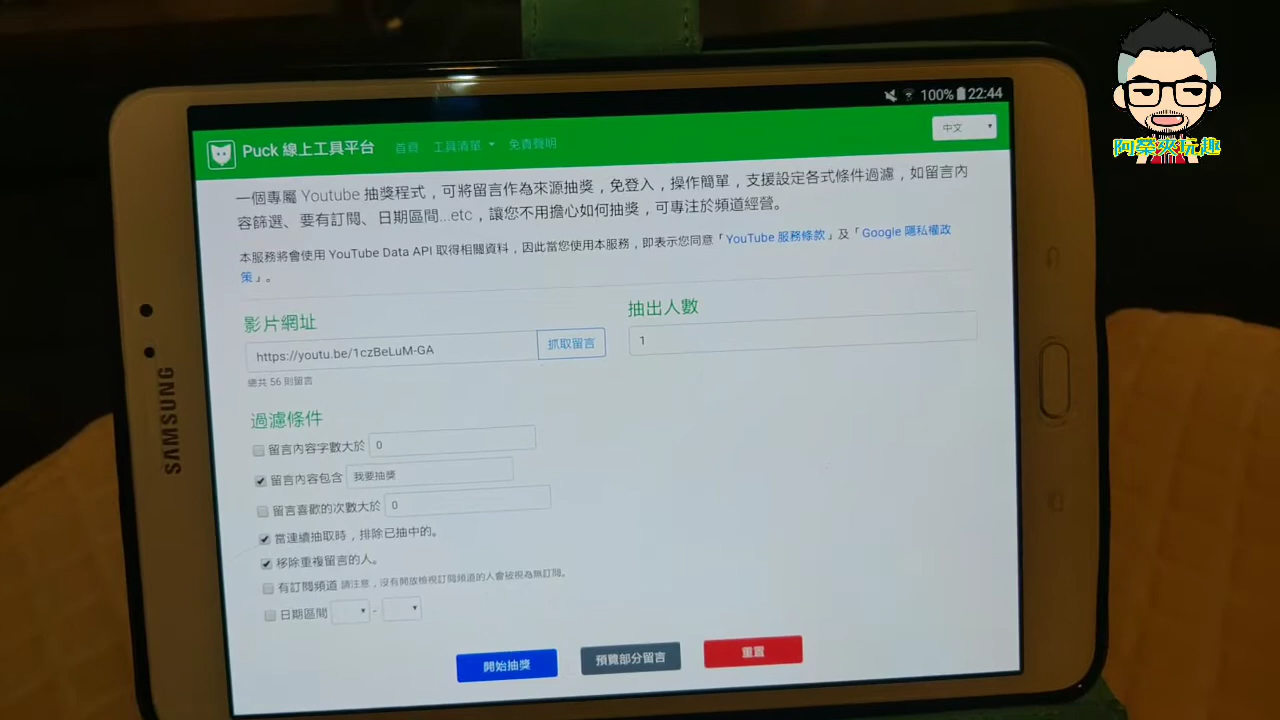 100% 22:44
阿榮夾玩趣
Puck 線上工具平台 首頁 工具清單 免責聲明 中文
一個專屬 Youtube 抽獎程式，可將留言作為來源抽獎，免登入，操作簡單，支援設定各式條件過濾，如留言內
容篩選、要有訂閱、日期區間...etc，讓您不用擔心如何抽獎，可專注於頻道經營。
本服務將會使用 YouTube Data API 取得相關資料，因此當您使用本服務，即表示您同意「YouTube 服務條款」及「Google 隱私權政
策」。
影片網址
抽出人數
https://youtu.be/1czBeLuM-GA 抓取留言
1
總共 56 則留言
過濾條件
留言內容字數大於 0
留言內容包含 我要抽獎
留言喜歡的次數大於 0
當連續抽取時，排除已抽中的。
移除重複留言的人。
有訂閱頻道 請注意，沒有開放檢視訂閱頻道的人會被視為無訂閱。
日期區間 -
開始抽獎 預覽部分留言 重置
SAMSUNG